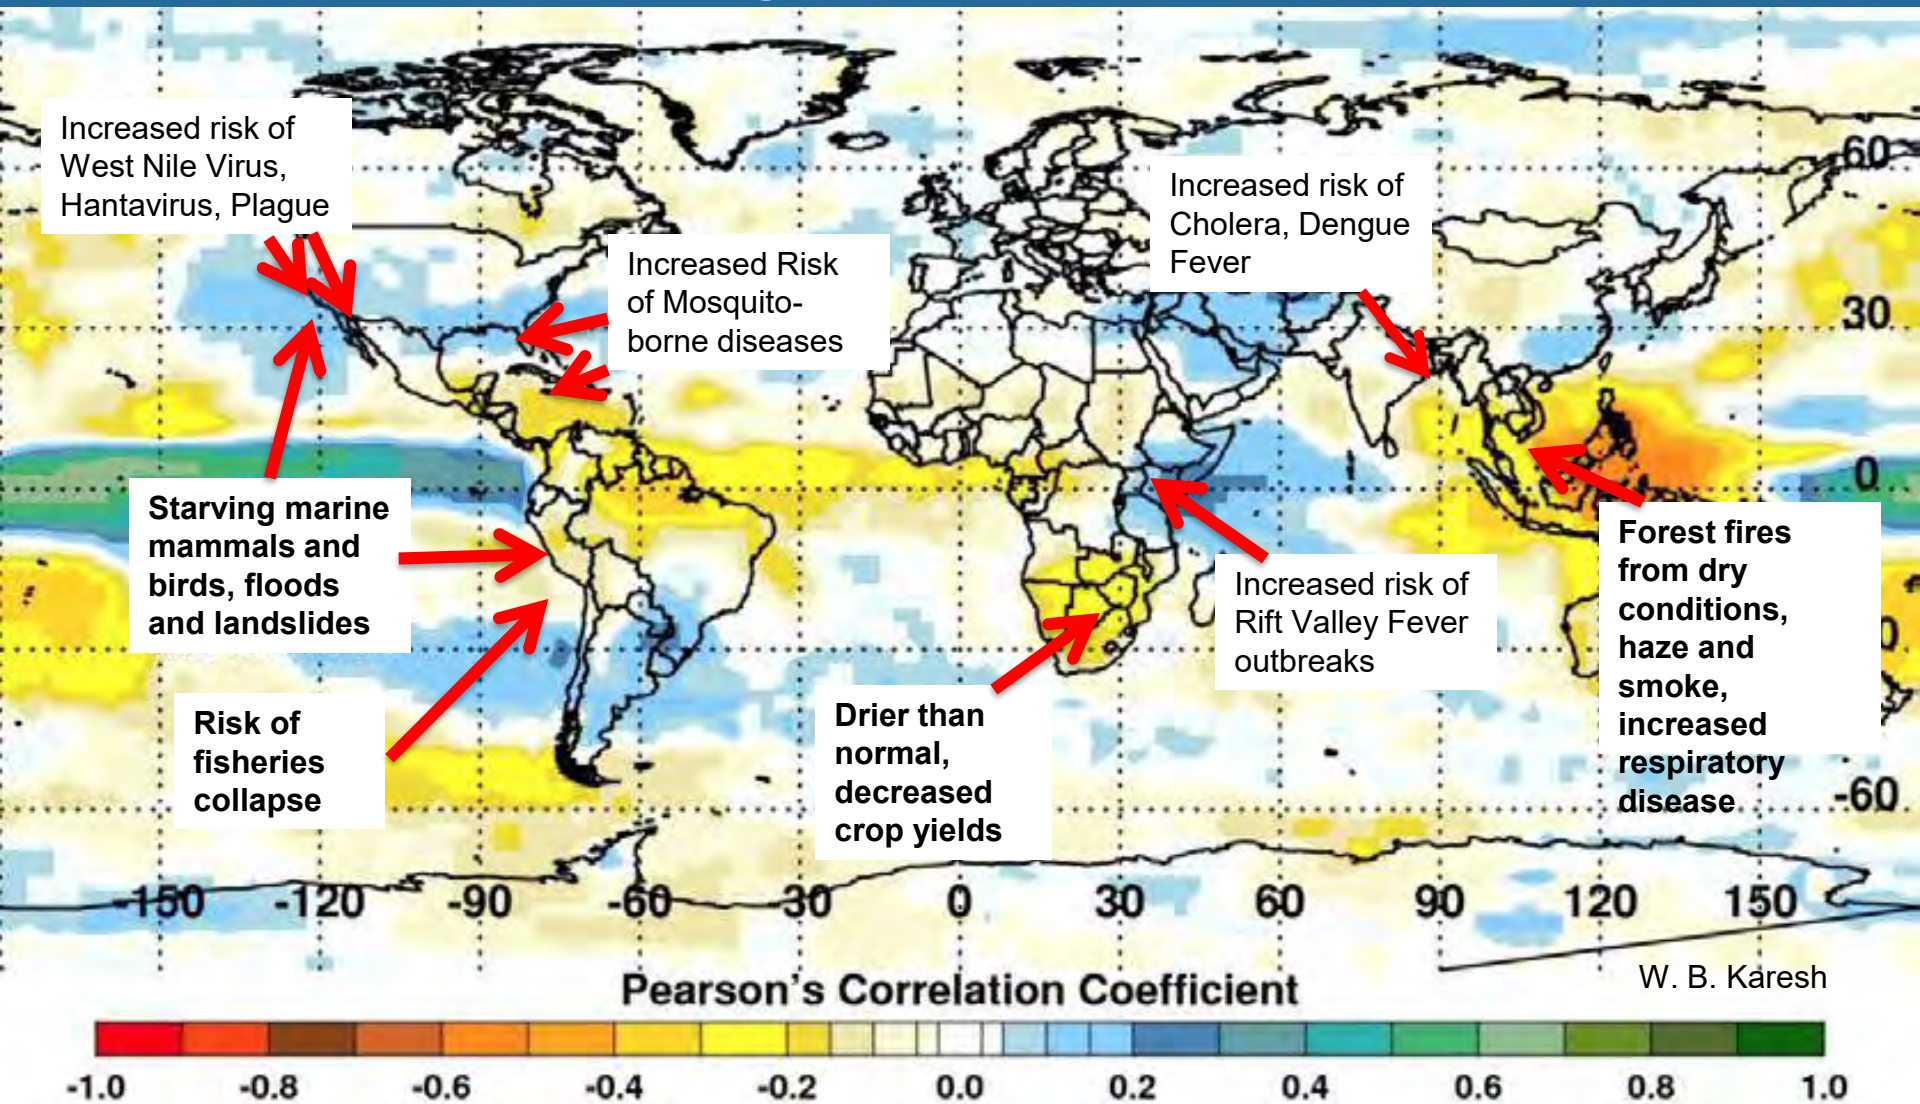 Increased risk of
West Nile Virus,
Hantavirus, Plague
Increased Risk
of Mosquito-
borne diseases
Increased risk of
Cholera, Dengue
Fever
Starving marine
mammals and
birds, floods
and landslides
Risk of
fisheries
collapse
Drier than
normal,
decreased
crop yields
Increased risk of
Rift Valley Fever
outbreaks
Forest fires
from dry
conditions,
haze and
smoke,
increased
respiratory
disease
60
30
0
0
-60
-150 -120 -90 -60 -30 0 30 60 90 120 150
W. B. Karesh
Pearson's Correlation Coefficient
-1.0 -0.8 -0.6 -0.4 -0.2 0.0 0.2 0.4 0.6 0.8 1.0